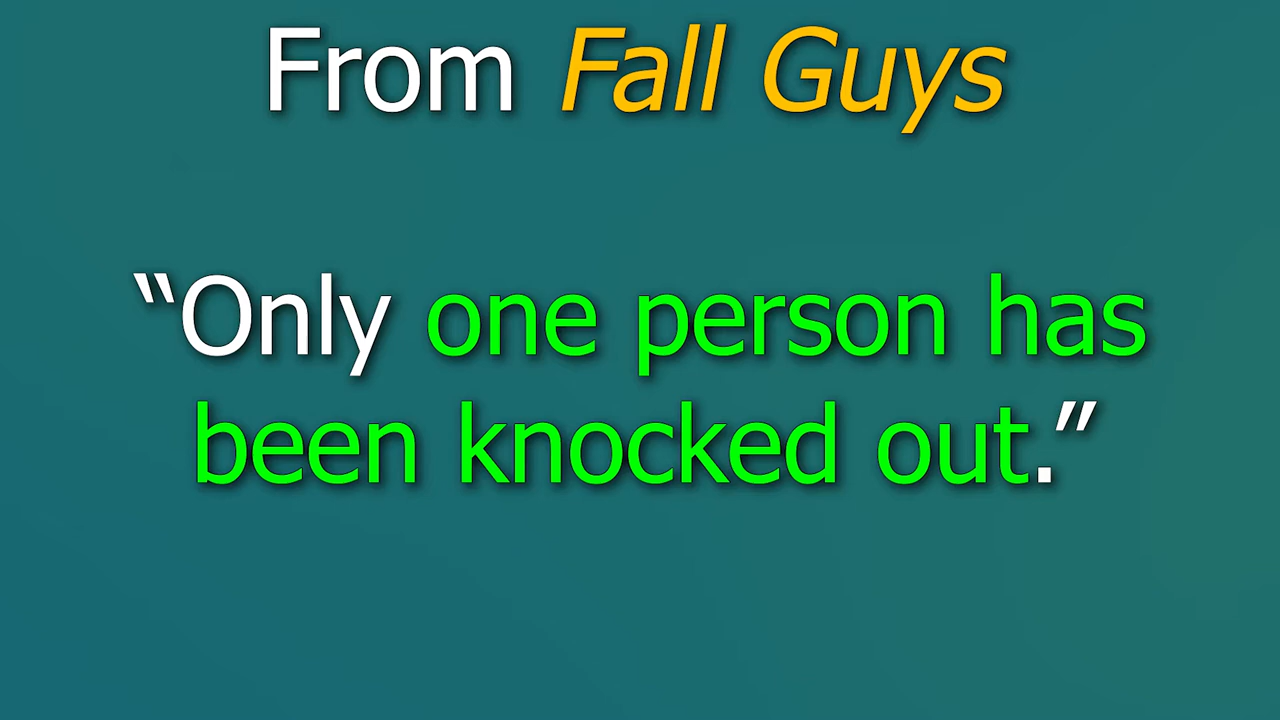 From Fall Guys
“Only one person has
been knocked out.”